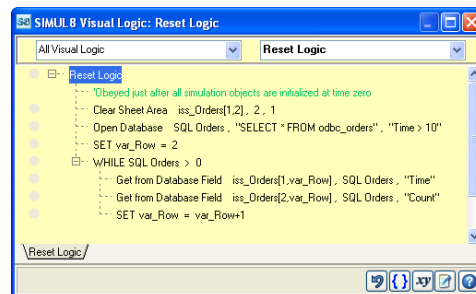 S8 SIMUL8 Visual Logic: Reset Logic
All Visual Logic Reset Logic
Reset Logic
'Obeyed just after all simulation objects are initialized at time zero
Clear Sheet Area iss_Orders[1,2] , 2 , 1
Open Database SQL Orders , "SELECT * FROM odbc_orders" , "Time > 10"
SET var_Row = 2
WHILE SQL Orders > 0
Get from Database Field iss_Orders[1,var_Row] , SQL Orders , "Time"
Get from Database Field iss_Orders[2,var_Row] , SQL Orders , "Count"
SET var_Row = var_Row+1
Reset Logic
{ } xy ?